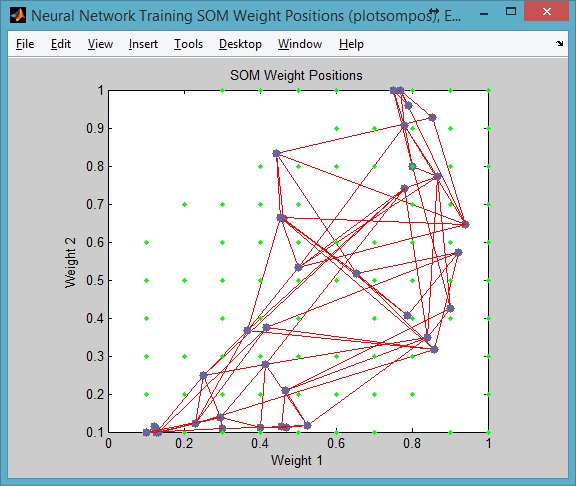 Neural Network Training SOM Weight Positions (plotsompos), E...
File Edit View Insert Tools Desktop Window Help
SOM Weight Positions
1
0.9
0.8
0.7
0.6
0.5
0.4
0.3
0.2
0.1
Weight 2
0 0.2 0.4 0.6 0.8 1
Weight 1